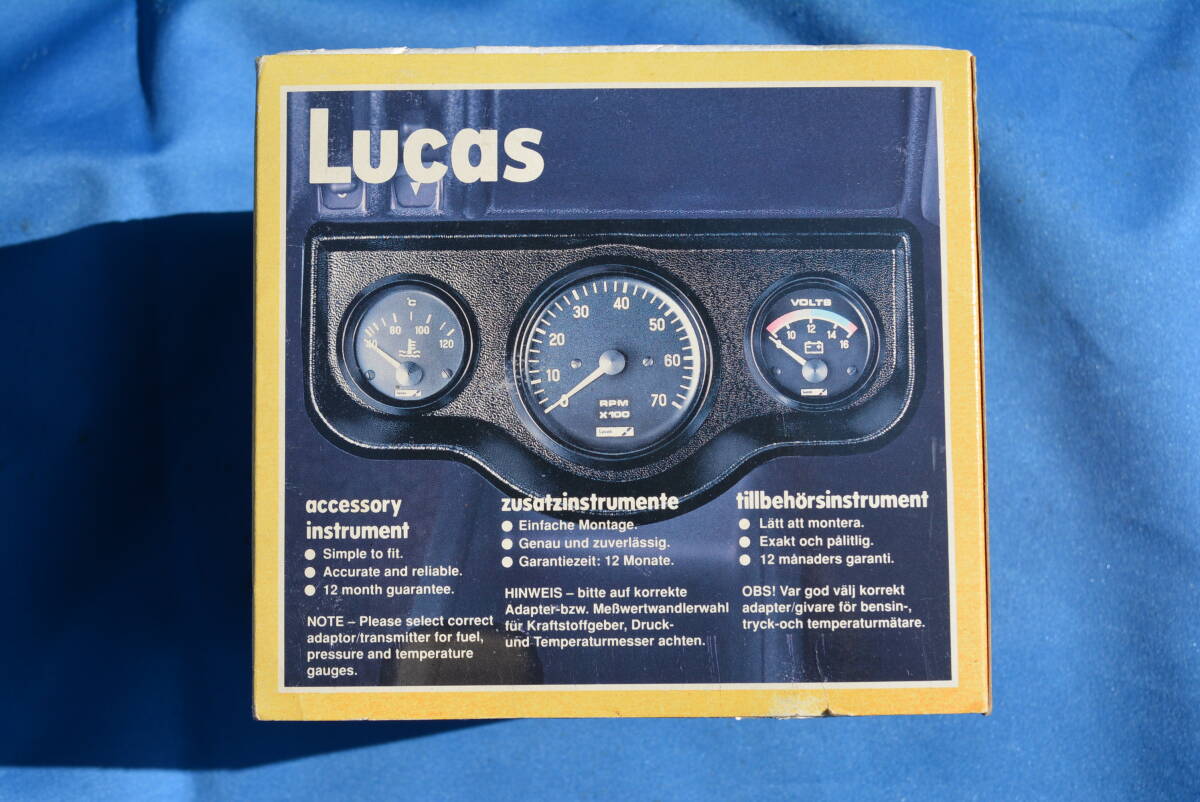 Lucas
°C
40
80
100
120
0
10
20
30
40
50
60
70
RPM
X100
Lucas
VOLTS
8
10
12
14
16
accessory
instrument
● Simple to fit.
● Accurate and reliable.
● 12 month guarantee.
NOTE – Please select correct
adaptor/transmitter for fuel,
pressure and temperature
gauges.
zusatzinstrumente
● Einfache Montage.
● Genau und zuverlässig.
● Garantiezeit: 12 Monate.
HINWEIS – bitte auf korrekte
Adapter-bzw. Meßwertwandlerwahl
für Kraftstoffgeber, Druck-
und Temperaturmesser achten.
tillbehörsinstrument
● Lätt att montera.
● Exakt och pålitlig.
● 12 månaders garanti.
OBS! Var god välj korrekt
adapter/givare för bensin-,
tryck-och temperaturmätare.